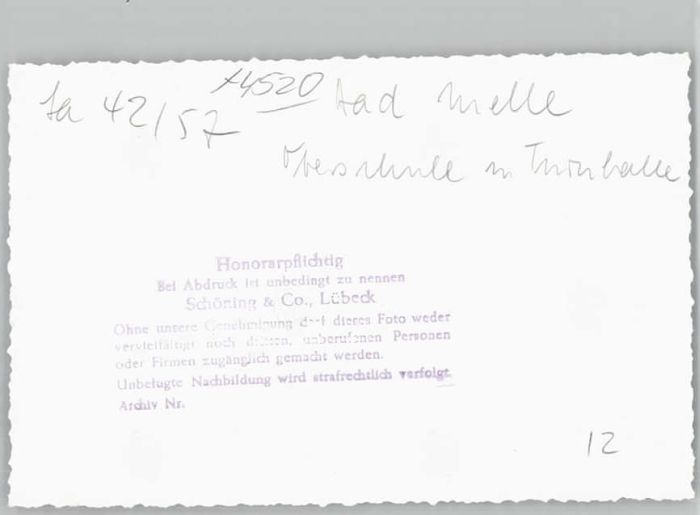 La 42/57 +4520 Bad Melle
Oberschule m Turnhalle
Honorarpflichtig
Bei Abdruck ist unbedingt zu nennen
Schöning & Co., Lübeck
Ohne unsere Genehmigung darf dieses Foto weder
vervielfältigt noch dritten, unberufenen Personen
oder Firmen zugänglich gemacht werden.
Unbefugte Nachbildung wird strafrechtlich verfolgt.
Archiv Nr.
12